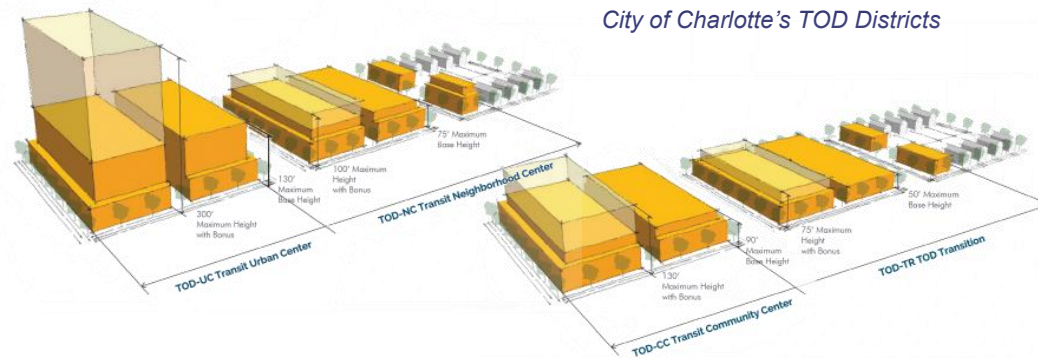 City of Charlotte's TOD Districts
75' Maximum
Base Height
100' Maximum
Height
with Bonus
130'
Maximum
Base Height
300'
Maximum Height
with Bonus
TOD-NC Transit Neighborhood Center
TOD-UC Transit Urban Center
50' Maximum
Base Height
75' Maximum
Height
with Bonus
90'
Maximum
Base Height
130'
Maximum Height
with Bonus
TOD-TR TOD Transition
TOD-CC Transit Community Center